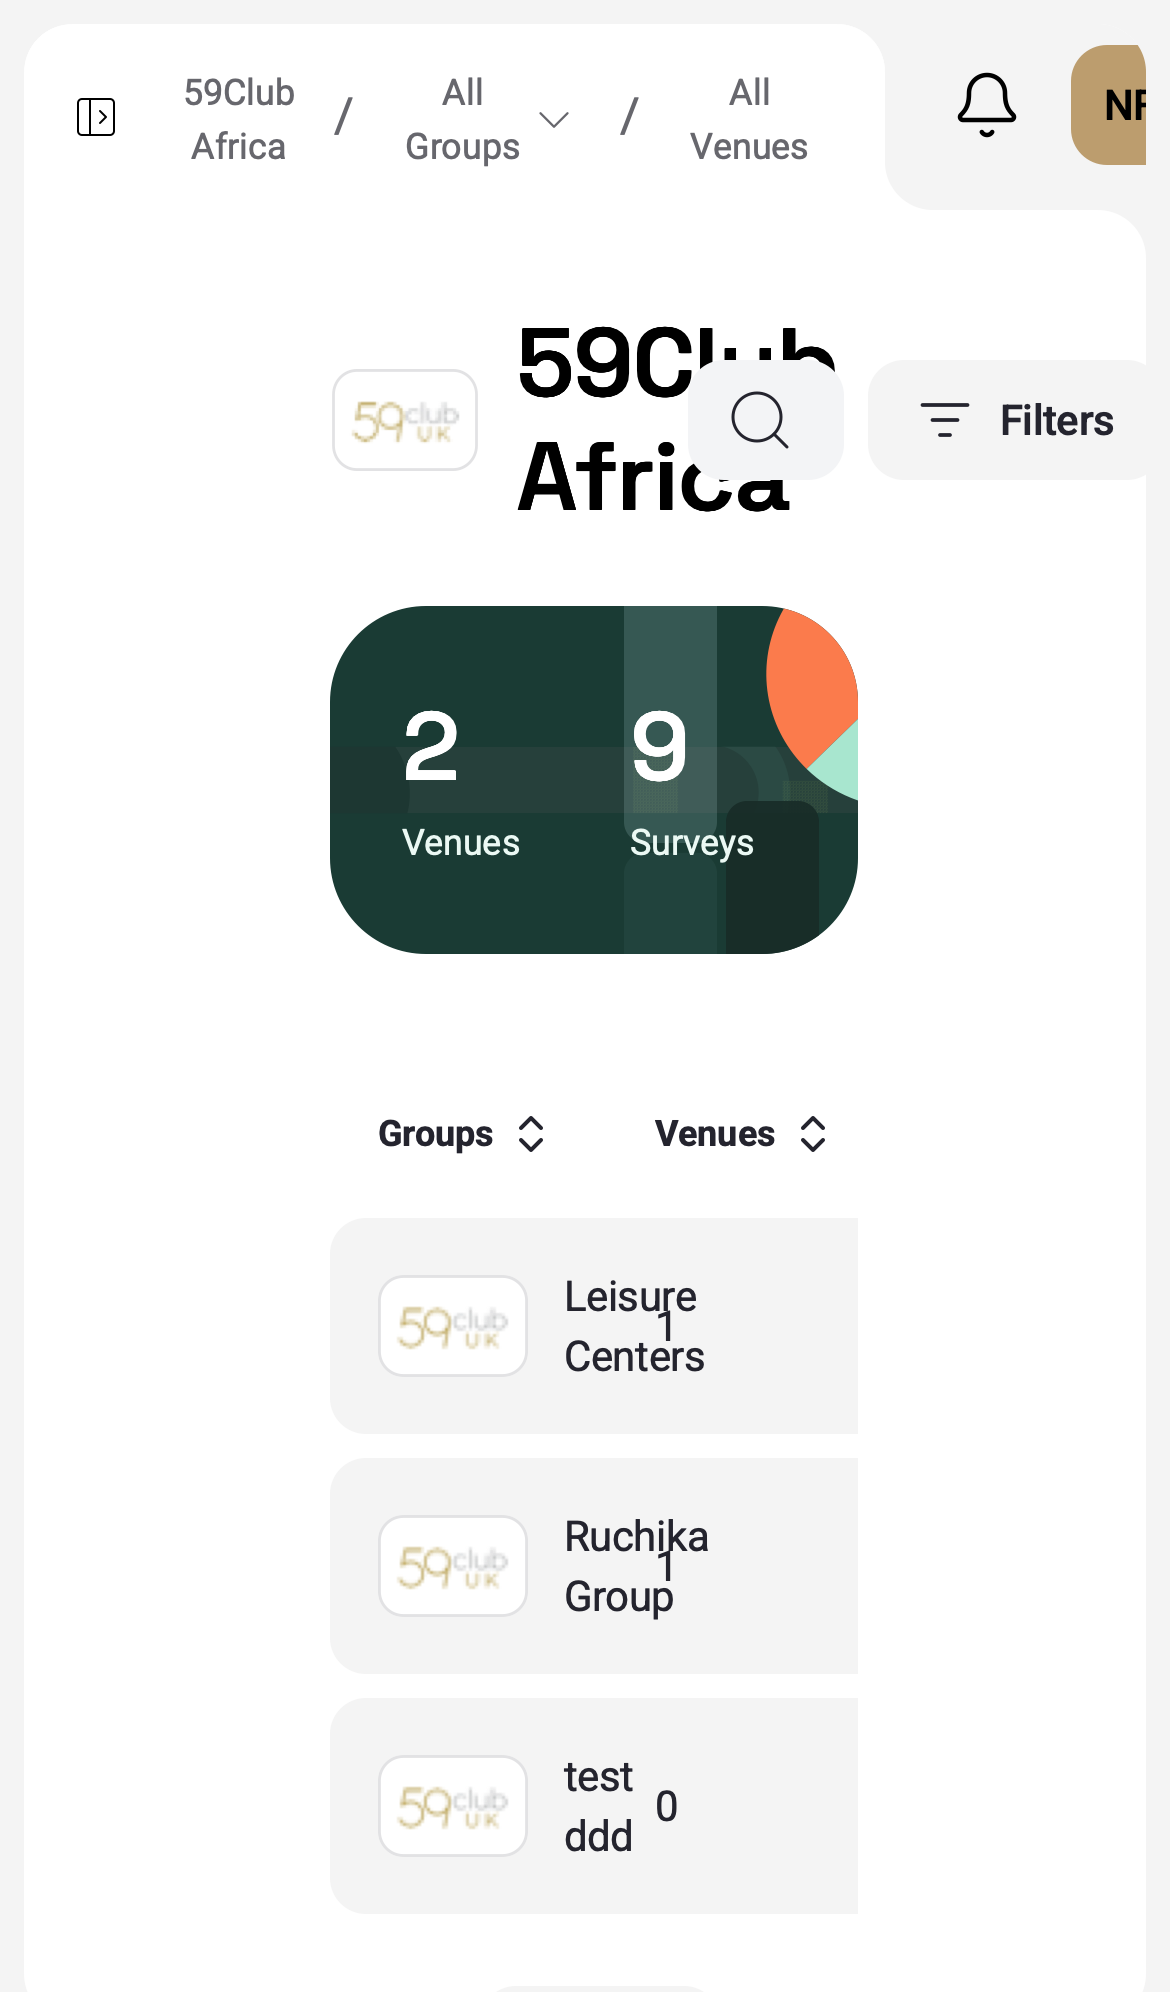 59Club
Africa
/
All
Groups
/
All
Venues
59Club
Africa
59club
UK
Filters
2
Venues
9
Surveys
Groups
Venues
59club
UK
Leisure
Centers
1
59club
UK
Ruchika
Group
1
59club
UK
test
ddd
0